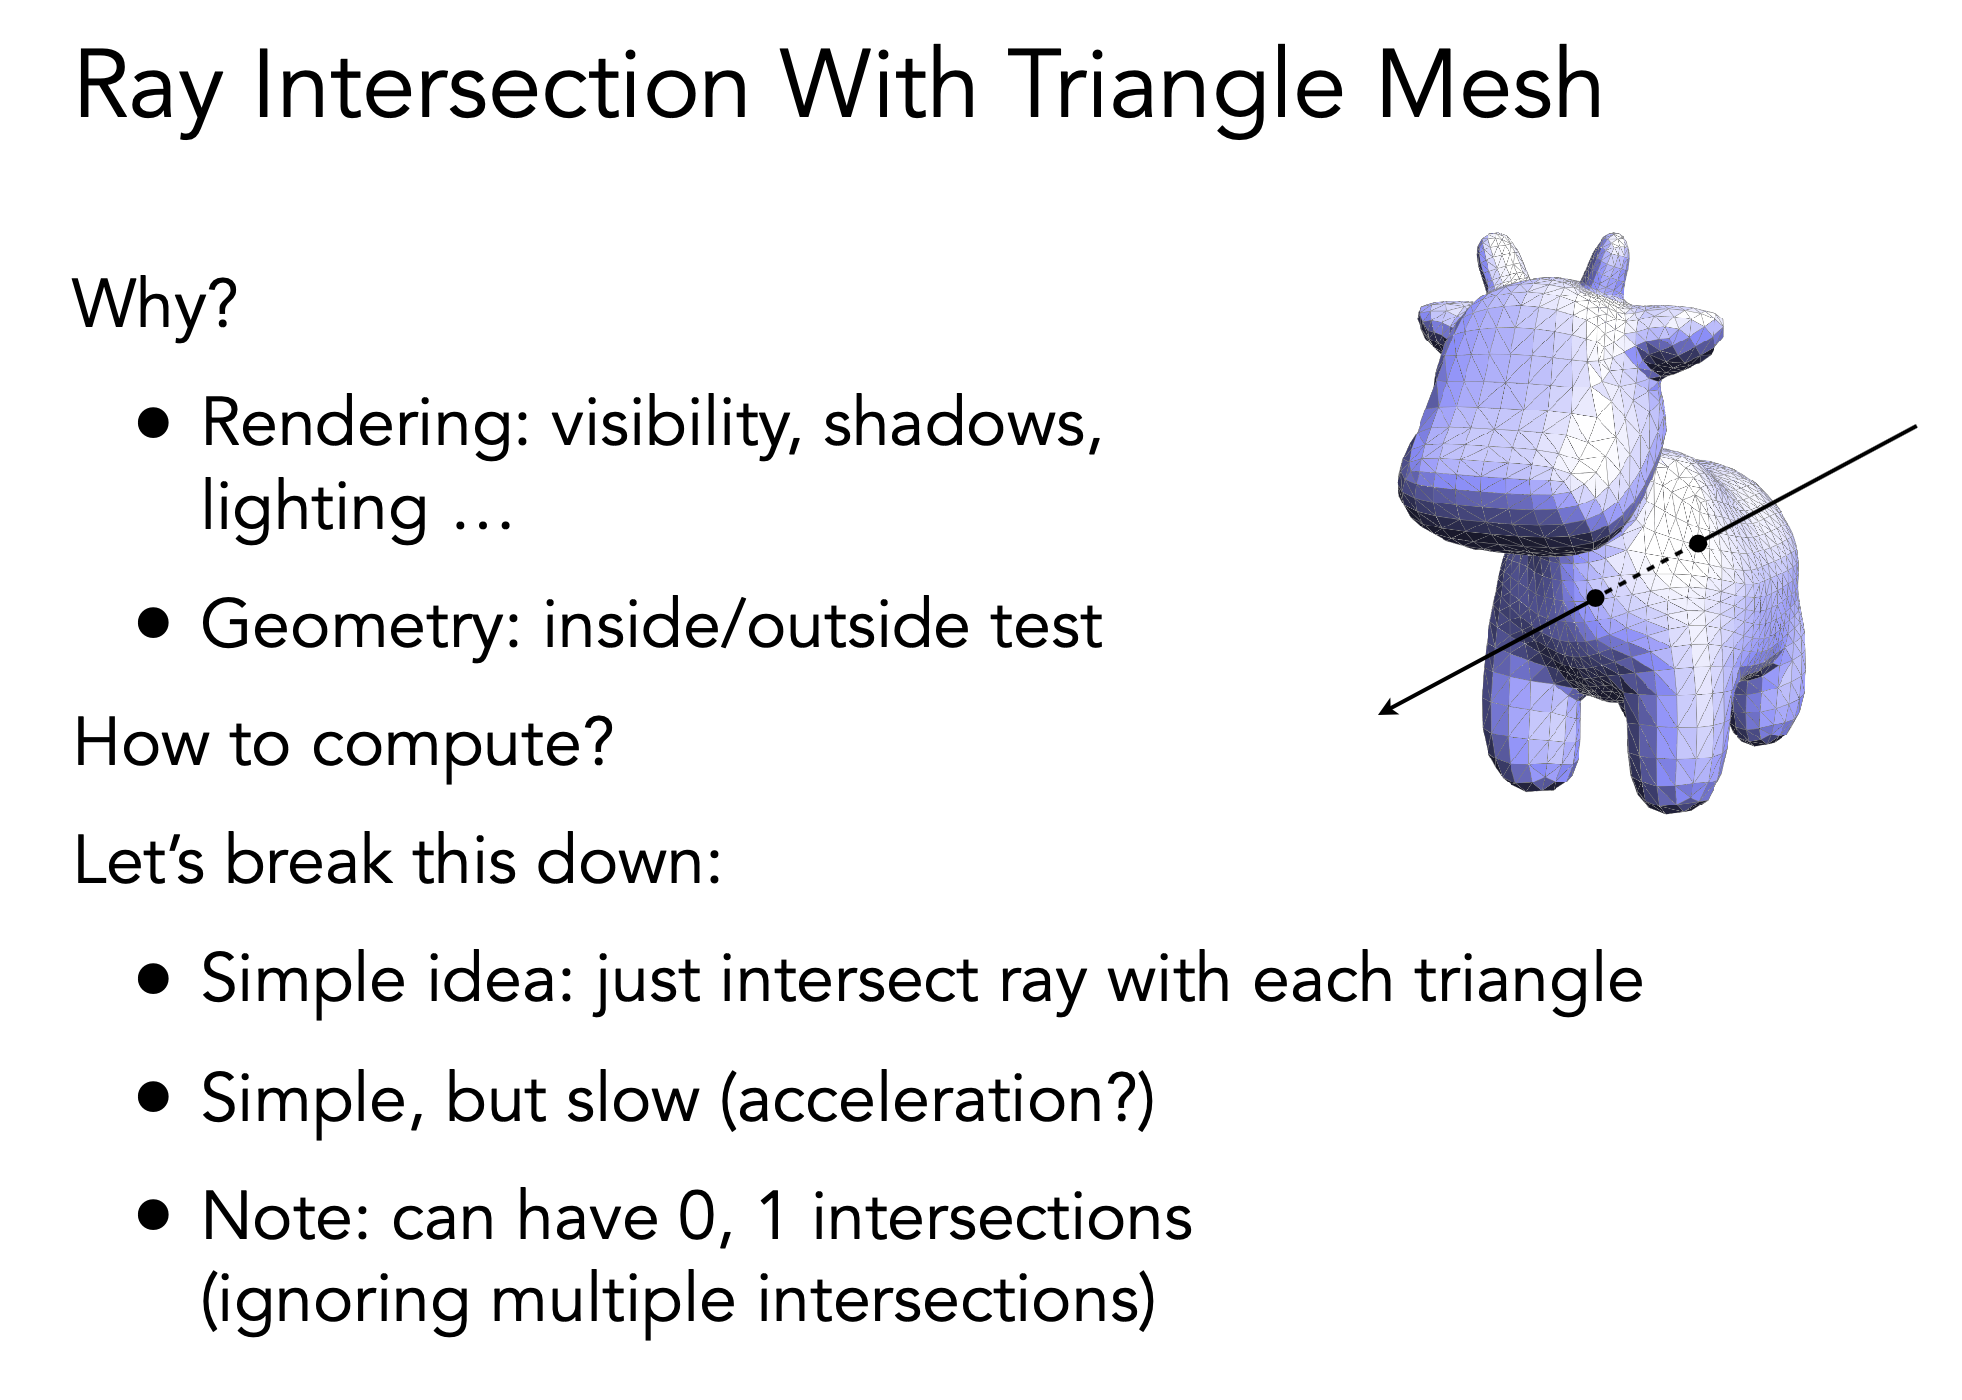 Ray Intersection With Triangle Mesh
Why?
• Rendering: visibility, shadows,
lighting …
• Geometry: inside/outside test
How to compute?
Let’s break this down:
• Simple idea: just intersect ray with each triangle
• Simple, but slow (acceleration?)
• Note: can have 0, 1 intersections
(ignoring multiple intersections)